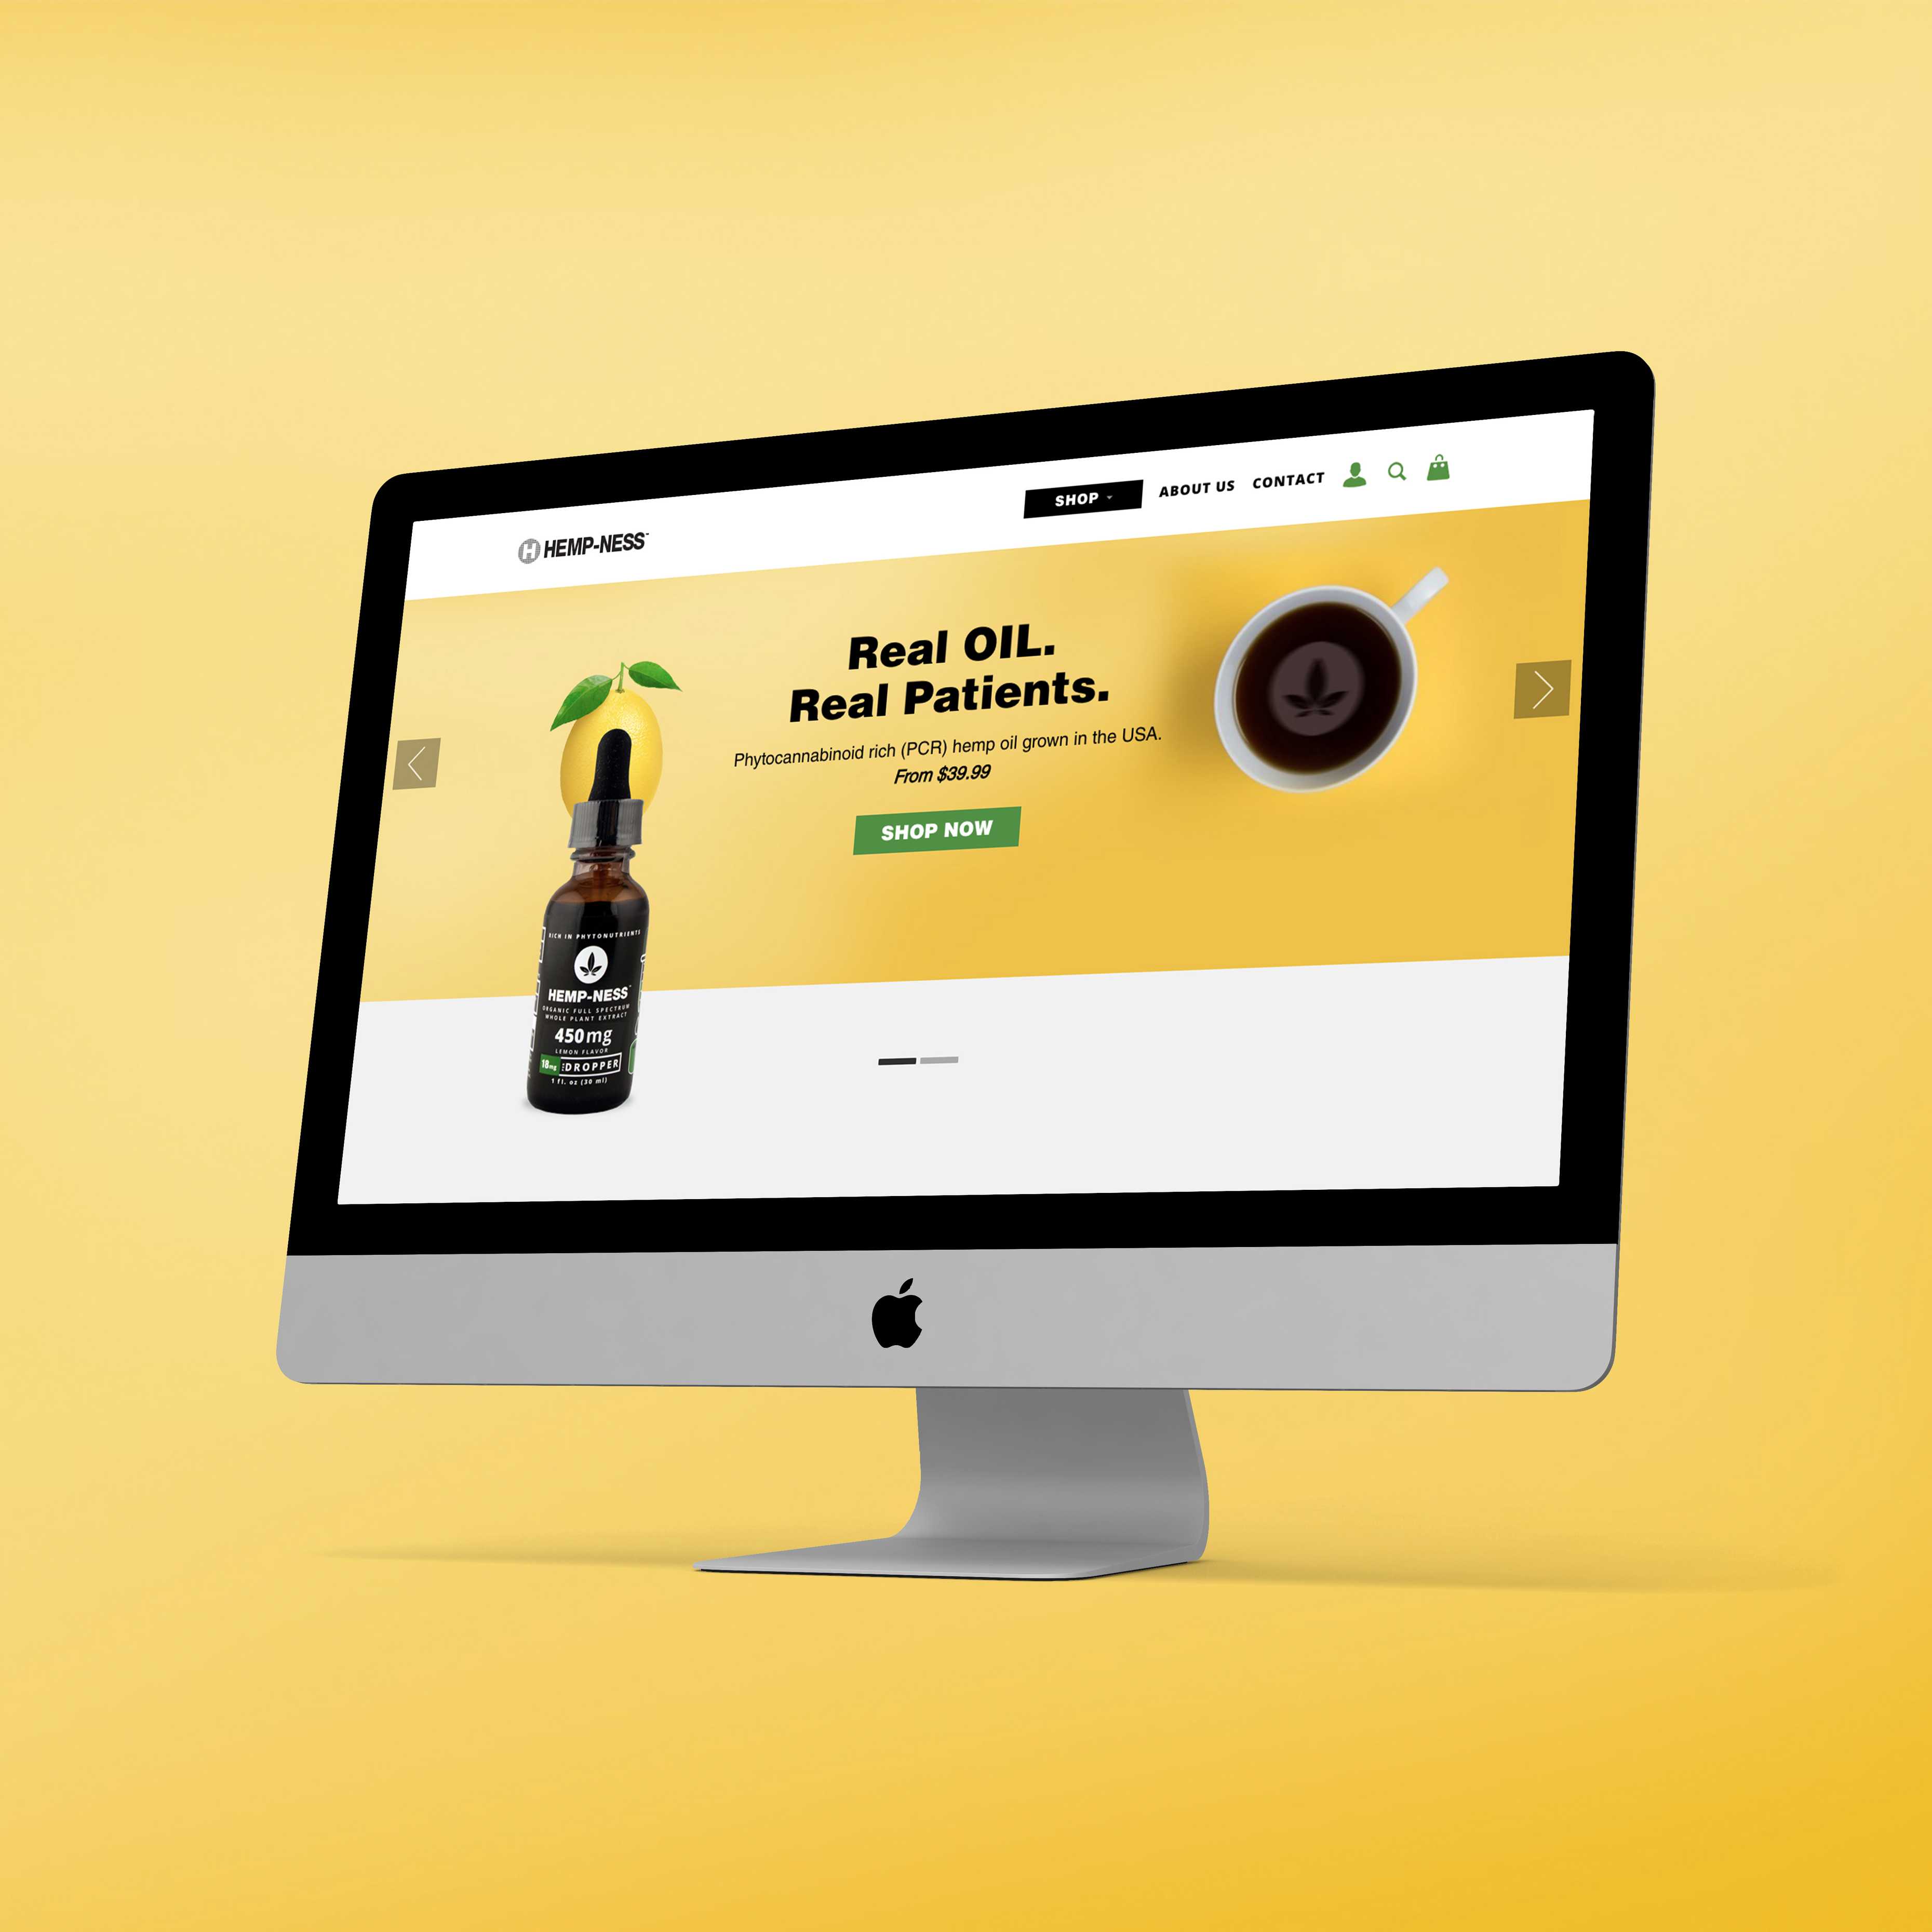 SHOP
ABOUT US
CONTACT
H HEMP-NESS™
Real OIL.
Real Patients.
Phytocannabinoid rich (PCR) hemp oil grown in the USA.
From $39.99
SHOP NOW
RICH IN PHYTONUTRIENTS
HEMP-NESS
ORGANIC FULL SPECTRUM
WHOLE PLANT EXTRACT
450mg
LEMON FLAVOR
18mg DROPPER
1 fl. oz (30 ml)